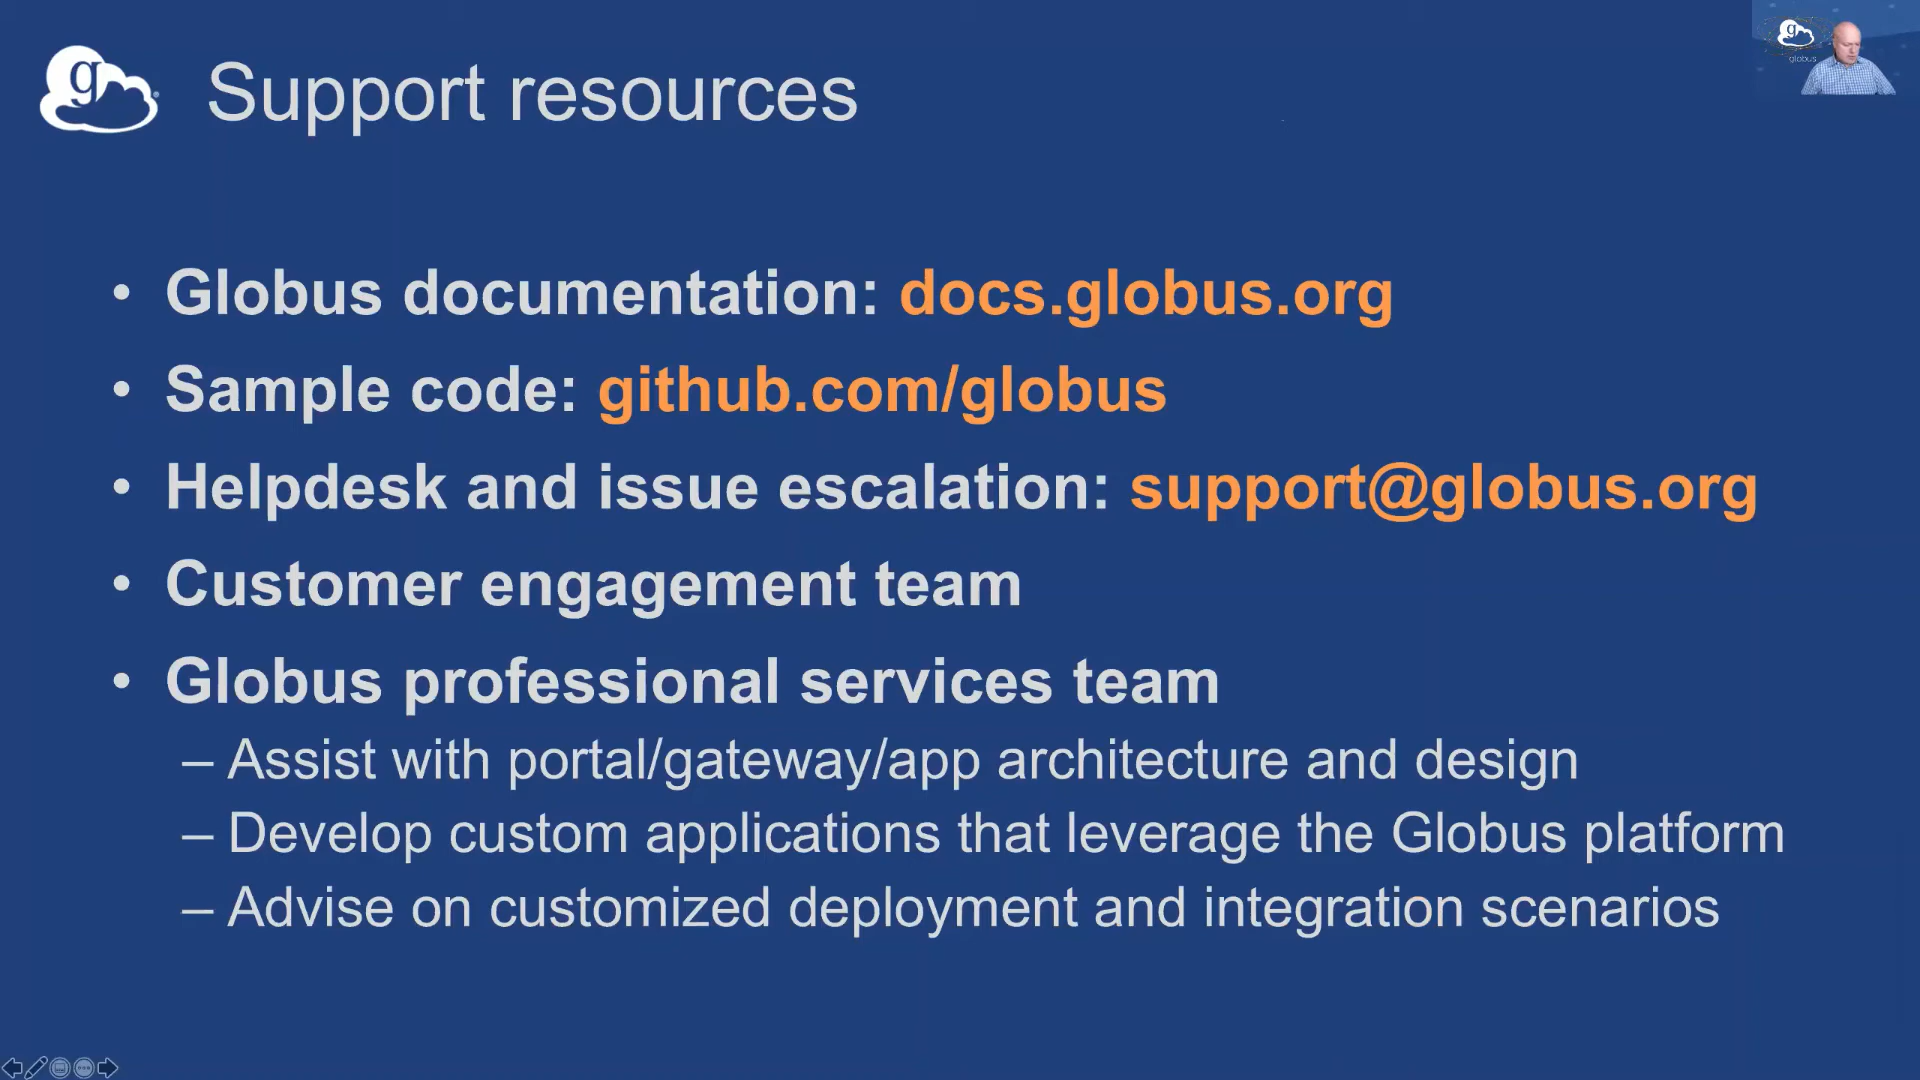 g
Support resources
globus
• Globus documentation: docs.globus.org
• Sample code: github.com/globus
• Helpdesk and issue escalation: support@globus.org
• Customer engagement team
• Globus professional services team
– Assist with portal/gateway/app architecture and design
– Develop custom applications that leverage the Globus platform
– Advise on customized deployment and integration scenarios